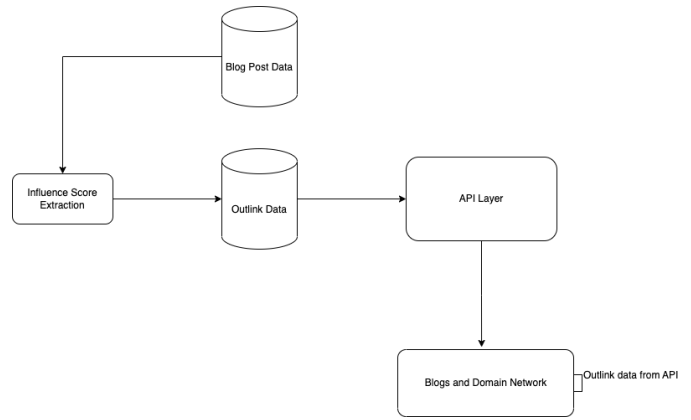 Blog Post Data
Influence Score
Extraction
Outlink Data
API Layer
Blogs and Domain Network
Outlink data from API